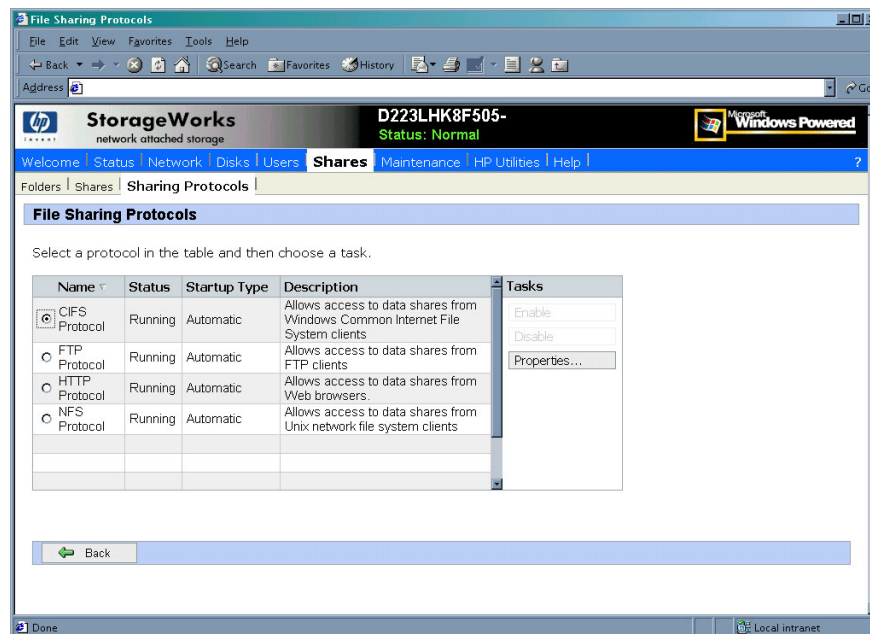 File Sharing Protocols
File Edit View Favorites Tools Help
Back Search Favorites History
Address
hp
invent
StorageWorks
network attached storage
D223LHK8F505-
Status: Normal
Microsoft
Windows Powered
Welcome Status Network Disks Users Shares Maintenance HP Utilities Help ?
Folders Shares Sharing Protocols
File Sharing Protocols
Select a protocol in the table and then choose a task.
Name Status Startup Type Description Tasks
CIFS Protocol Running Automatic Allows access to data shares from
Windows Common Internet File
System clients
Enable
Disable
Properties...
FTP Protocol Running Automatic Allows access to data shares from
FTP clients
HTTP Protocol Running Automatic Allows access to data shares from
Web browsers.
NFS Protocol Running Automatic Allows access to data shares from
Unix network file system clients
Back
Done
Local intranet